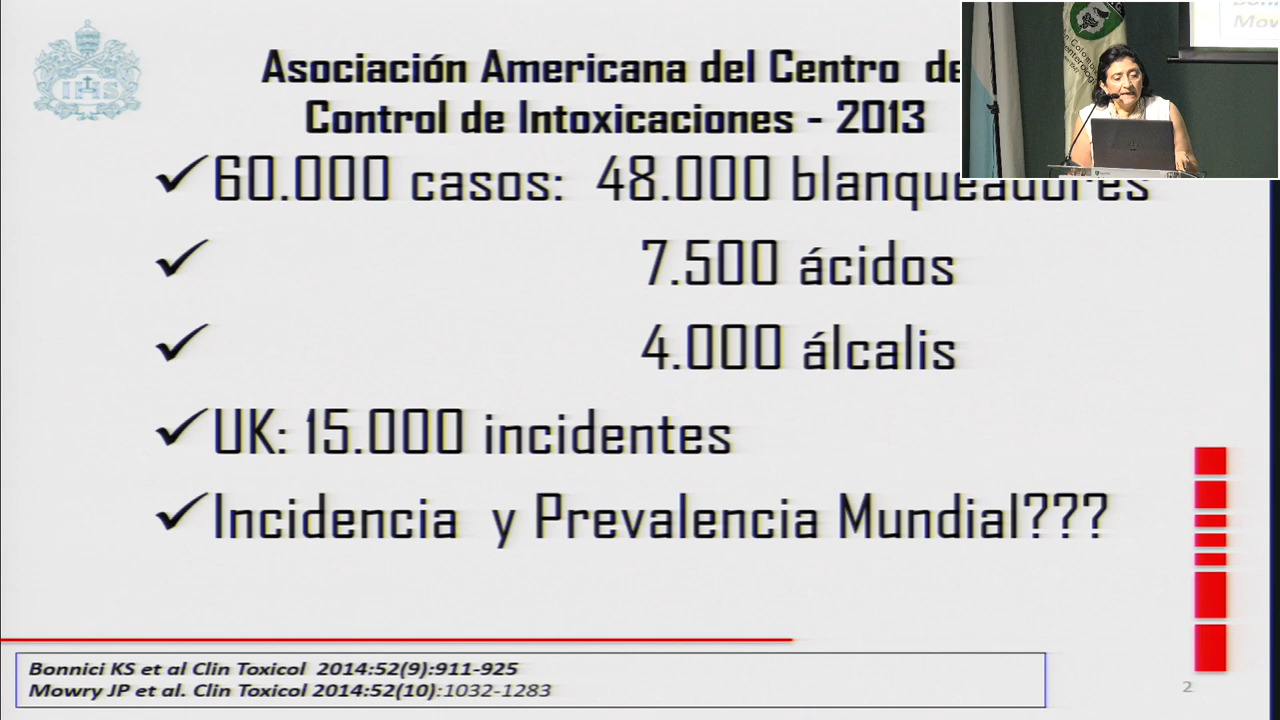 Asociación Americana del Centro de
Control de Intoxicaciones - 2013
✓60.000 casos: 48.000 blanqueadores
✓ 7.500 ácidos
✓ 4.000 álcalis
✓UK: 15.000 incidentes
✓Incidencia y Prevalencia Mundial???
Bonnici KS et al Clin Toxicol 2014:52(9):911-925
Mowry JP et al. Clin Toxicol 2014:52(10):1032-1283
2
IHS
Mow